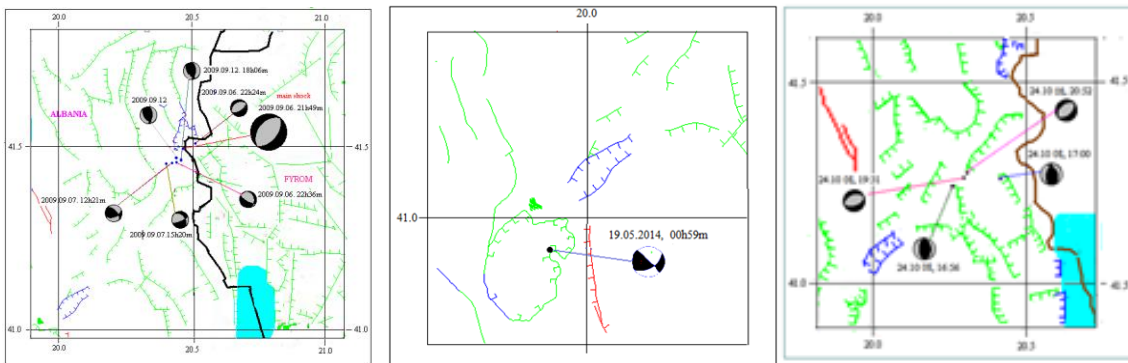 20.0 20.5 21.0
2009.09.12. 18h06m
2009.09.06. 22h24m
main shock
2009.09.12
2009.09.06. 21h49m
ALBANIA
41.5 41.5
FYROM
2009.09.06. 22h36m
2009.09.07. 12h21m
2009.09.07.15h20m
41.0 41.0
20.0 20.5 21.0
20.0
41.0
19.05.2014, 00h59m
20.0 20.5
41.5 41.5
24.10 08, 20:52
24.10 08, 17:00
24.10 08, 19:31
24.10 08, 16:56
41.0 41.0
20.0 20.5